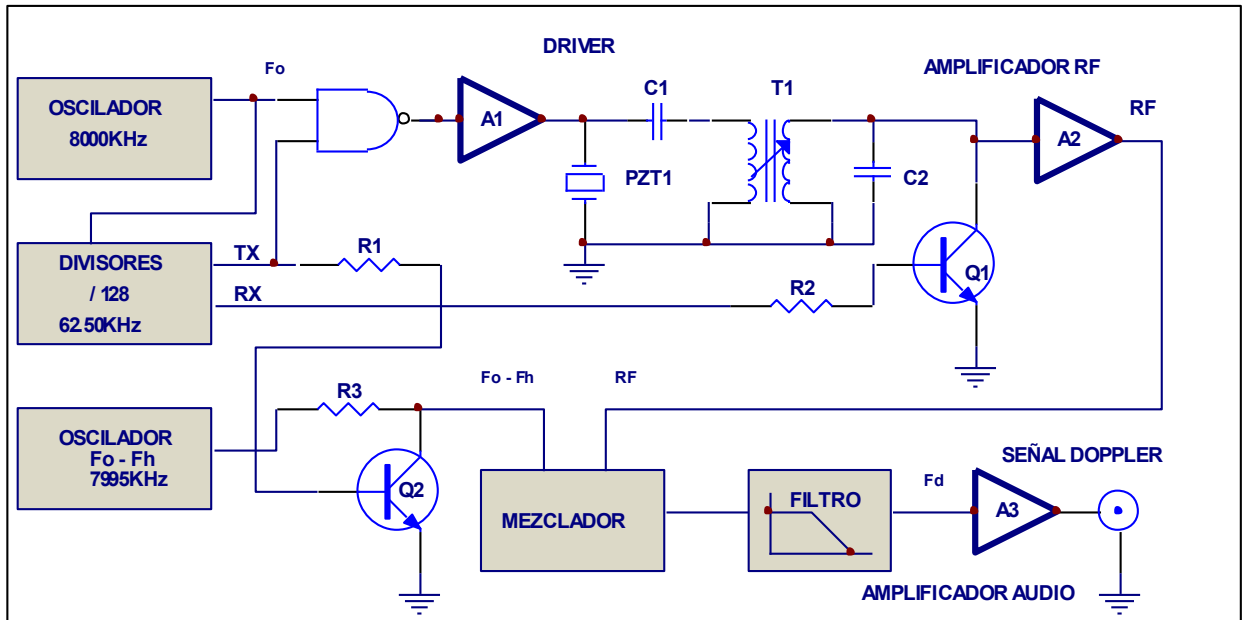 DRIVER
AMPLIFICADOR RF
Fo
C1
T1
RF
OSCILADOR
8000KHz
A1
A2
PZT1
C2
TX
R1
DIVISORES
/ 128
62.50KHz
RX
R2
Q1
R3
Fo - Fh
RF
OSCILADOR
Fo - Fh
7995KHz
Q2
MEZCLADOR
FILTRO
Fd
SEÑAL DOPPLER
A3
AMPLIFICADOR AUDIO